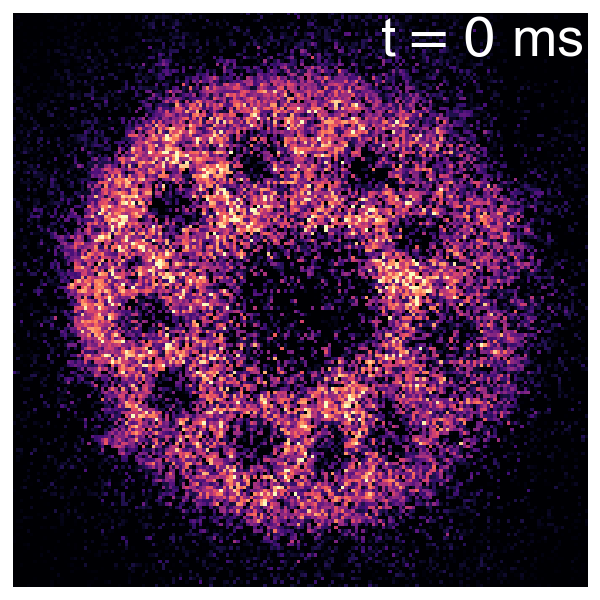 t = 0 ms